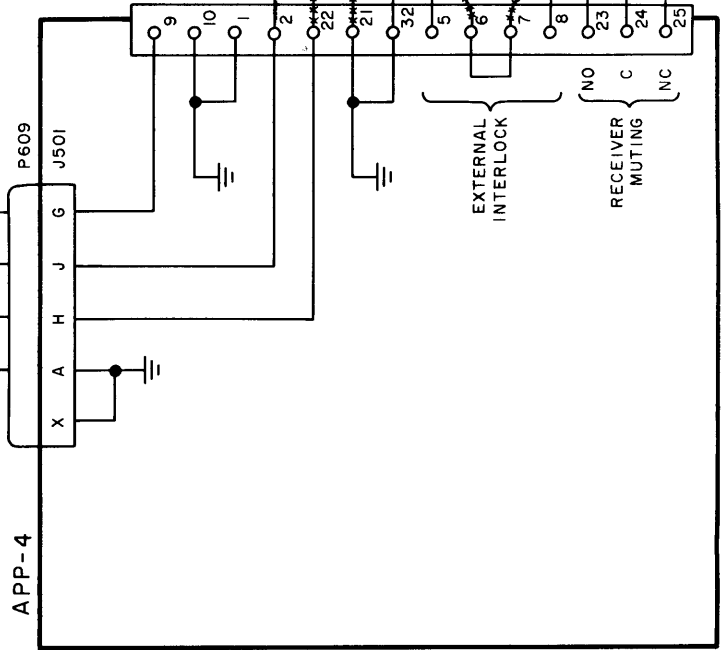 APP-4
P609
J501
X
A
H
J
G
9
10
1
2
22
21
32
5
6
7
8
23
24
25
EXTERNAL
INTERLOCK
NO
C
NC
RECEIVER
MUTING